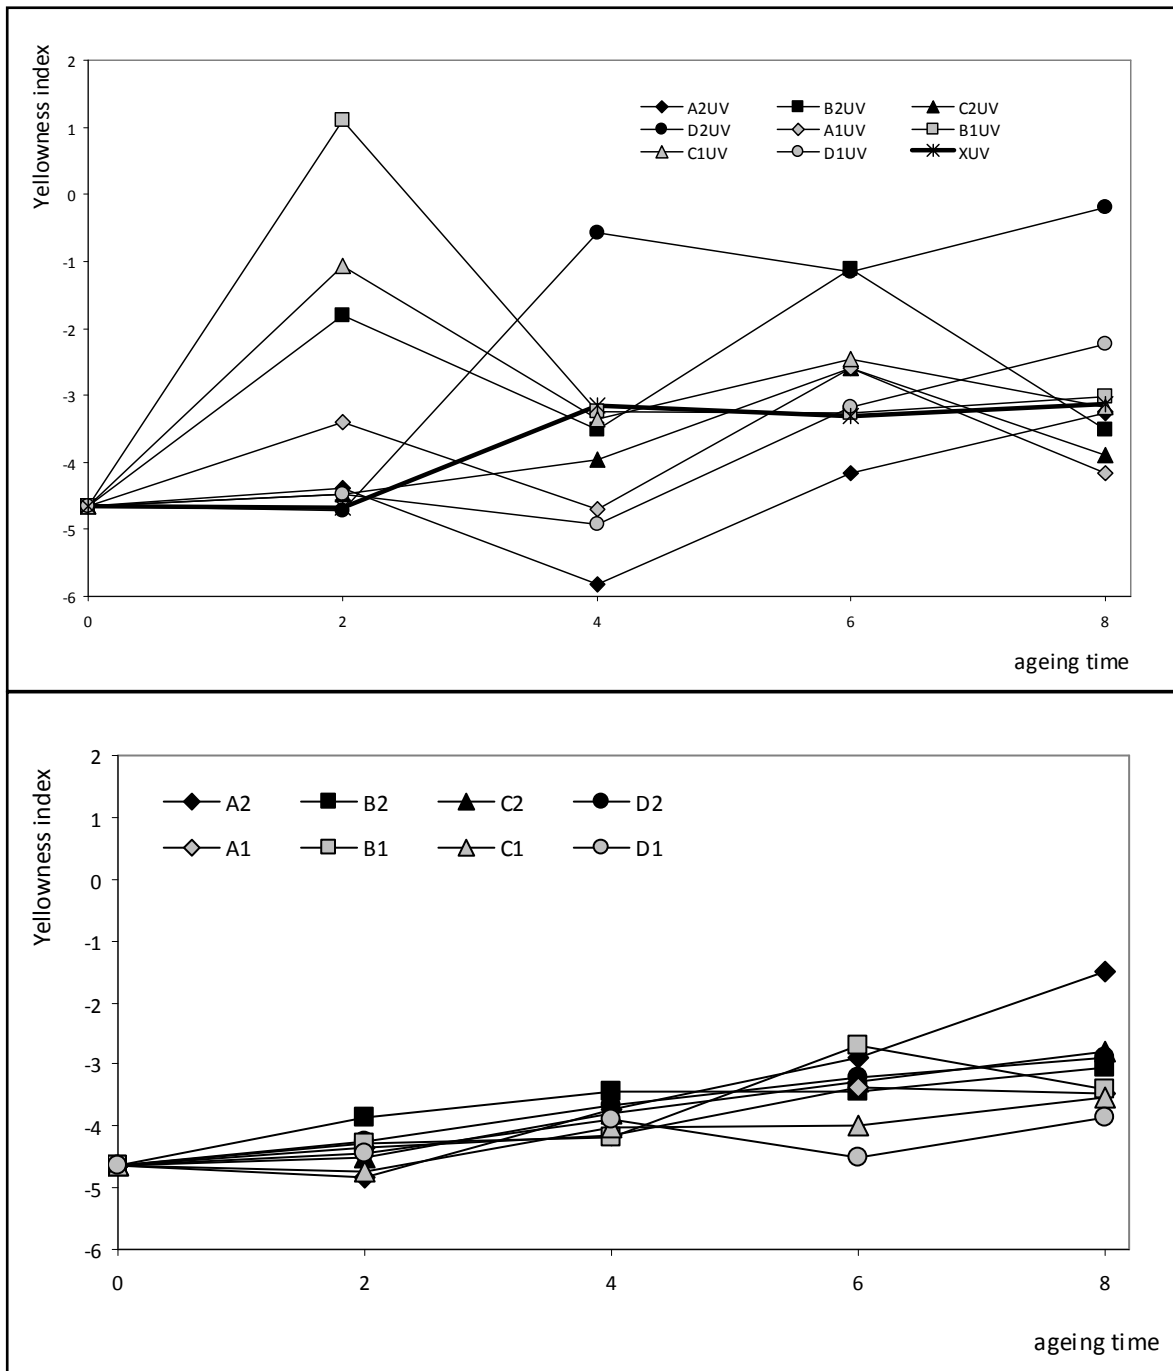 Yellowness index
2
1
0
-1
-2
-3
-4
-5
-6
A2UV B2UV C2UV
D2UV A1UV B1UV
C1UV D1UV XUV
0 2 4 6 8
ageing time
Yellowness index
2
1
0
-1
-2
-3
-4
-5
-6
A2 B2 C2 D2
A1 B1 C1 D1
0 2 4 6 8
ageing time